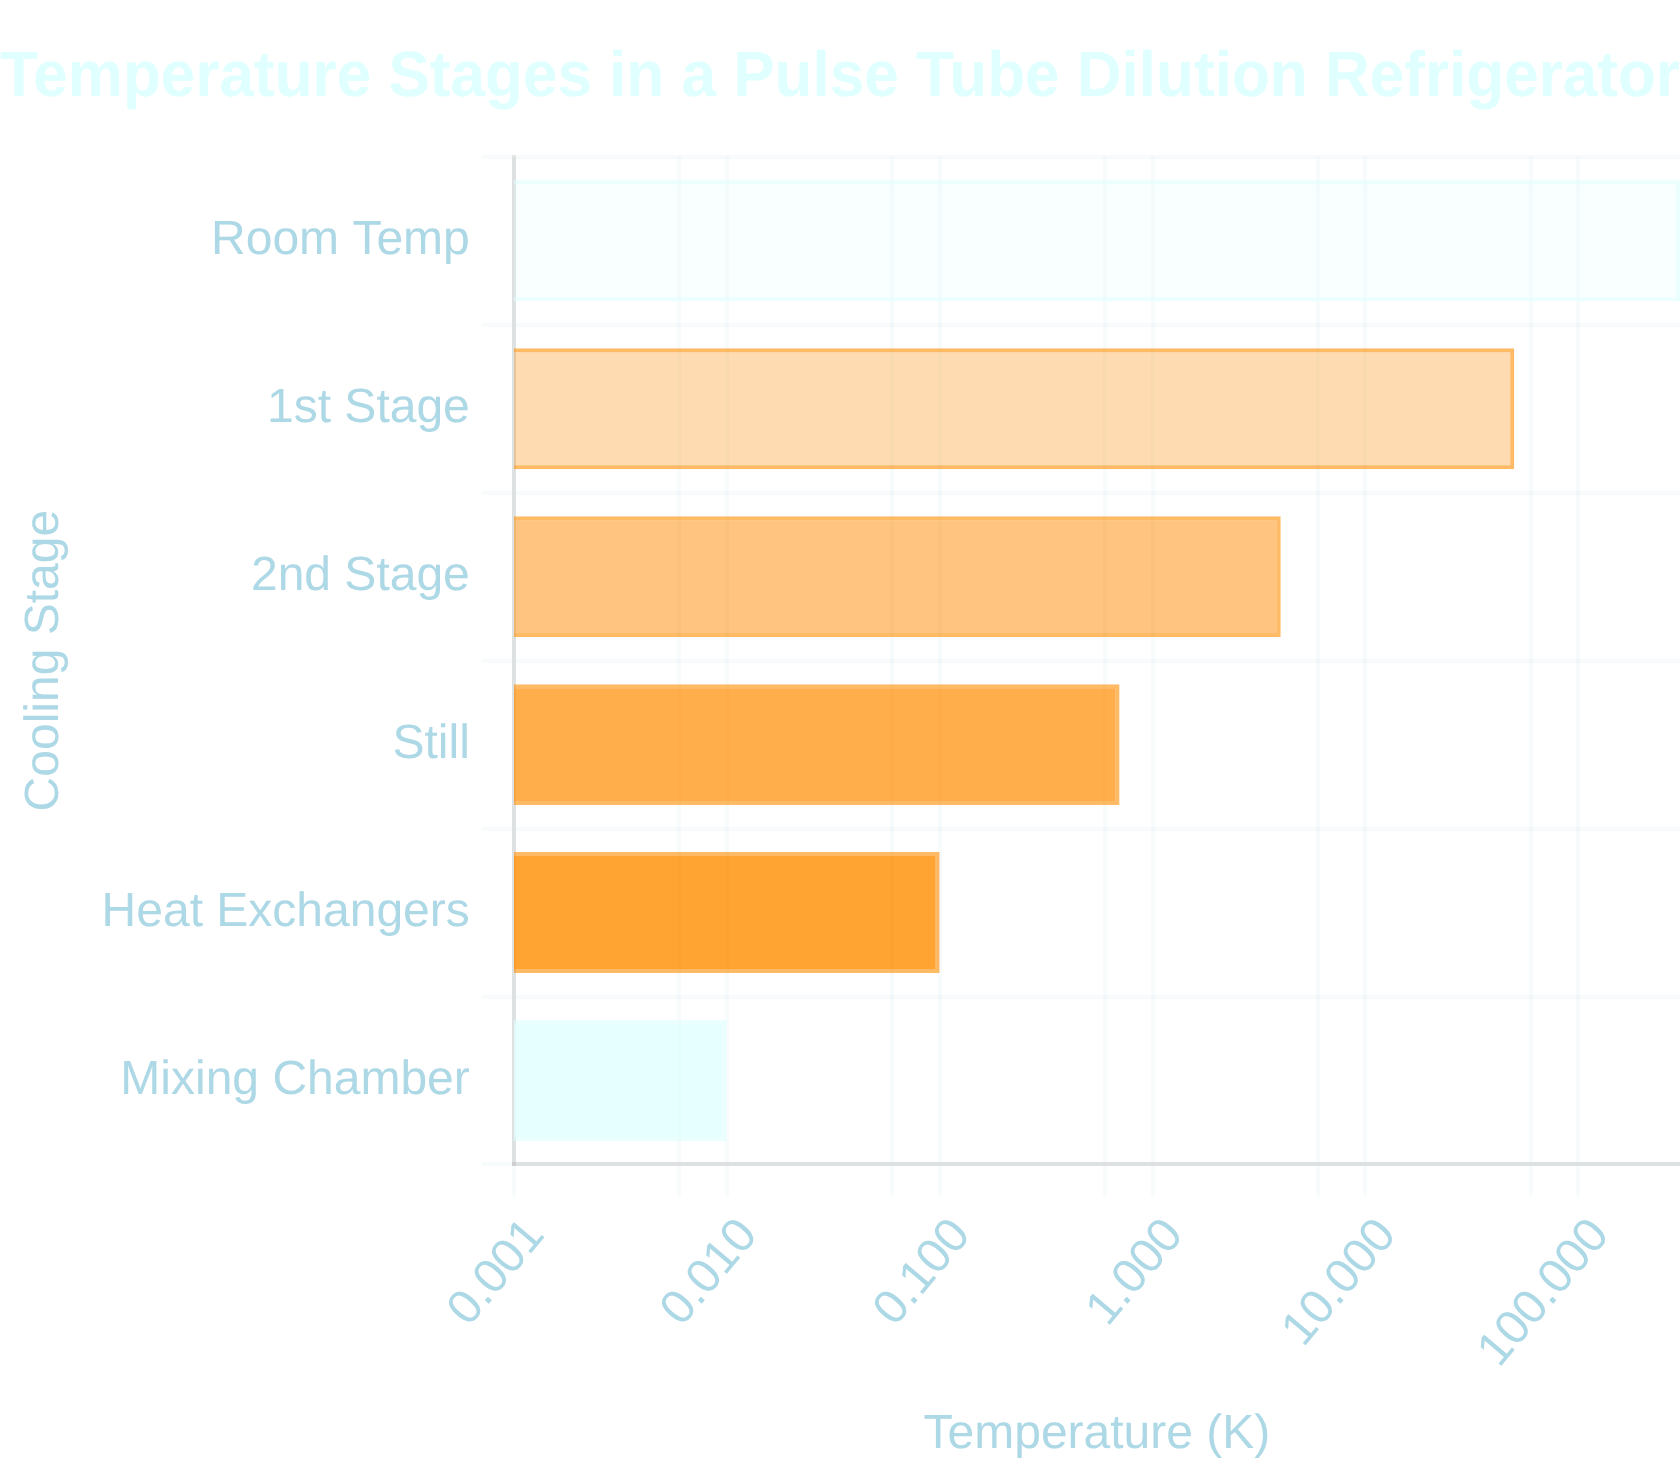 Temperature Stages in a Pulse Tube Dilution Refrigerator
Room Temp
1st Stage
2nd Stage
Still
Heat Exchangers
Mixing Chamber
Cooling Stage
0.001
0.010
0.100
1.000
10.000
100.000
Temperature (K)